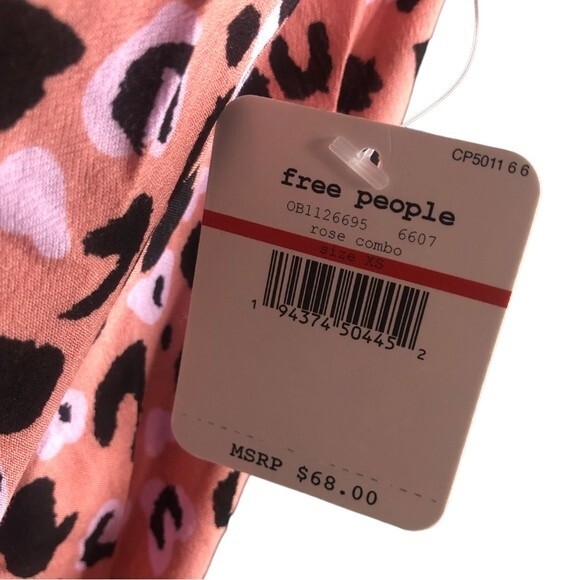 CP5011 6 6
free people
OB1126695 6607
rose combo
size XS
1 94374 50445 2
MSRP $68.00